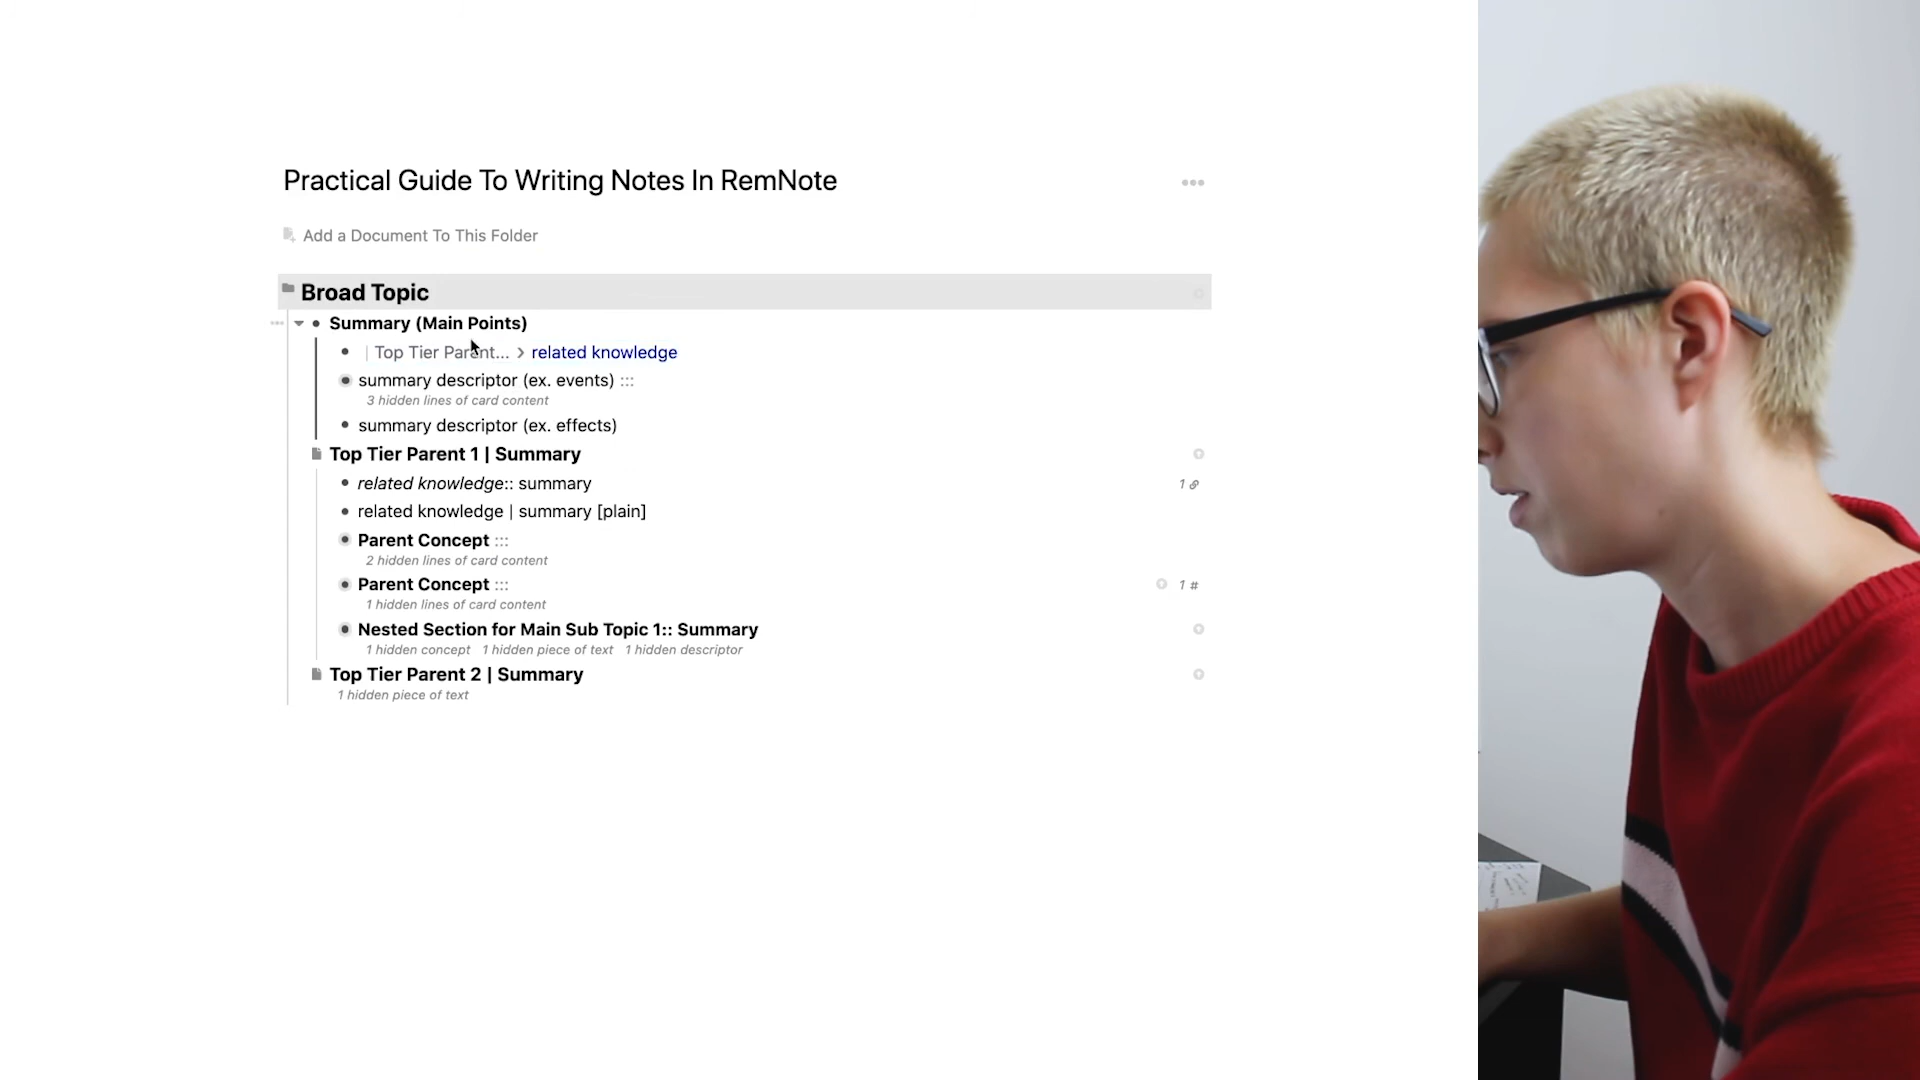 Practical Guide To Writing Notes In RemNote
Add a Document To This Folder
Broad Topic
Summary (Main Points)
| Top Tier Parent... > related knowledge
summary descriptor (ex. events) :::
3 hidden lines of card content
summary descriptor (ex. effects)
Top Tier Parent 1 | Summary
related knowledge:: summary 1
related knowledge | summary [plain]
Parent Concept :::
2 hidden lines of card content
Parent Concept ::: 1 #
1 hidden lines of card content
Nested Section for Main Sub Topic 1:: Summary
1 hidden concept 1 hidden piece of text 1 hidden descriptor
Top Tier Parent 2 | Summary
1 hidden piece of text